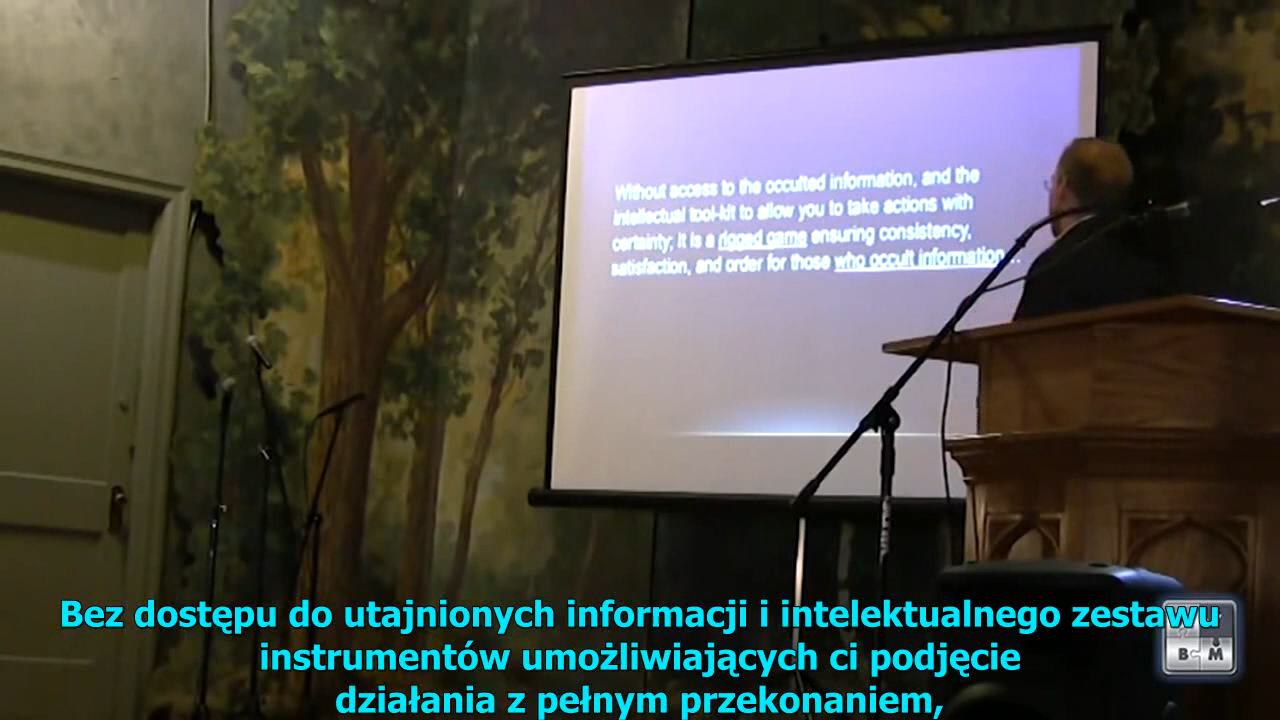 Without access to the occulted information, and the
intellectual tool-kit to allow you to take actions with
certainty; it is a rigged game ensuring consistency,
satisfaction, and order for those who occult information...
Bez dostępu do utajnionych informacji i intelektualnego zestawu
instrumentów umożliwiających ci podjęcie
działania z pełnym przekonaniem,
B C M